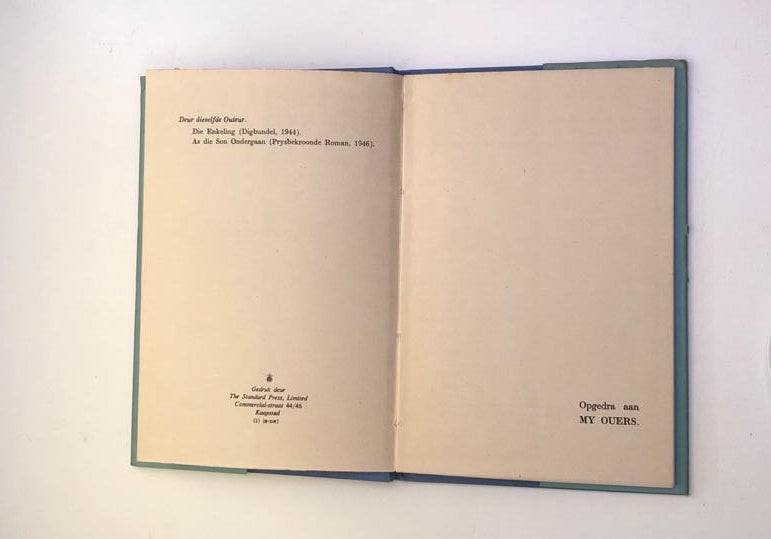 Deur dieselfde Outeur.
Die Enkeling (Digbundel, 1944).
As die Son Ondergaan (Prysbekroonde Roman, 1946).
Gedruk deur
The Standard Press, Limited
Commercial-straat 44/46
Kaapstad
Opgedra aan
MY OUERS.